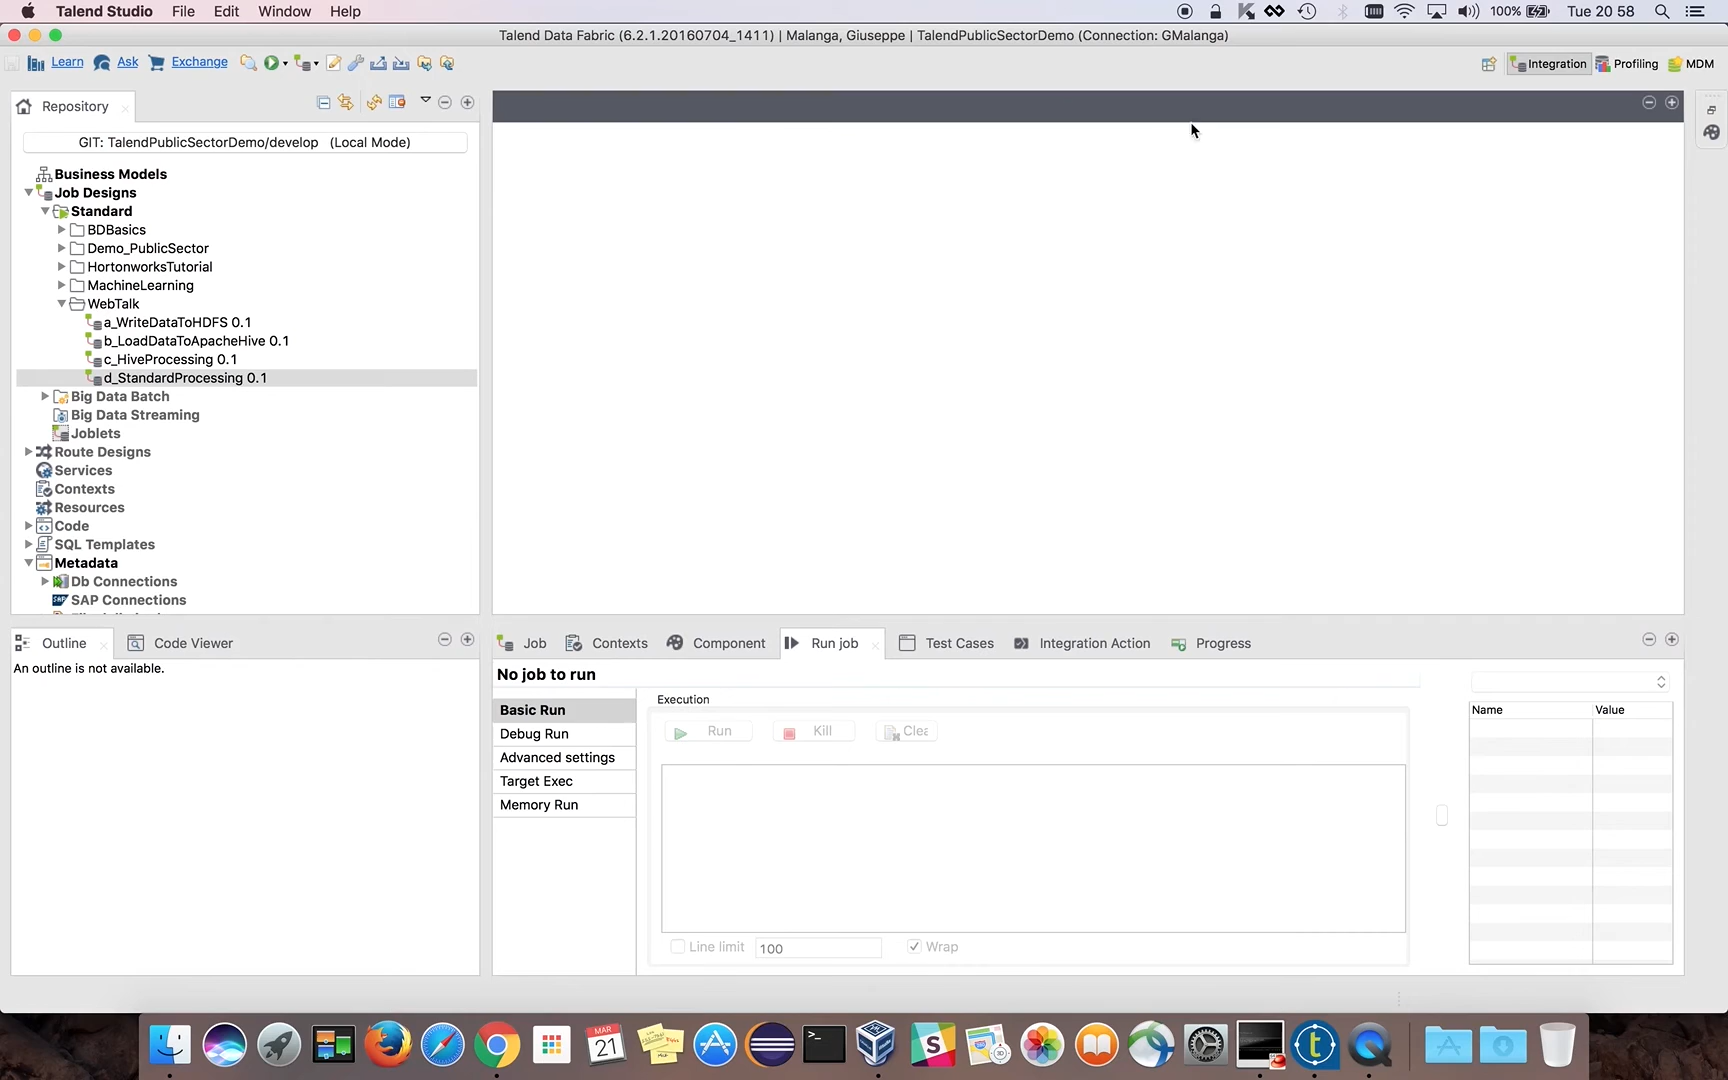 Talend Studio File Edit Window Help 100% Tue 20 58
Talend Data Fabric (6.2.1.20160704_1411) | Malanga, Giuseppe | TalendPublicSectorDemo (Connection: GMalanga)
Learn Ask Exchange Integration Profiling MDM
Repository
GIT: TalendPublicSectorDemo/develop (Local Mode)
Business Models
Job Designs
Standard
BDBasics
Demo_PublicSector
HortonworksTutorial
MachineLearning
WebTalk
a_WriteDataToHDFS 0.1
b_LoadDataToApacheHive 0.1
c_HiveProcessing 0.1
d_StandardProcessing 0.1
Big Data Batch
Big Data Streaming
Joblets
Route Designs
Services
Contexts
Resources
Code
SQL Templates
Metadata
Db Connections
SAP Connections
Outline Code Viewer
An outline is not available.
Job Contexts Component Run job Test Cases Integration Action Progress
No job to run
Basic Run
Debug Run
Advanced settings
Target Exec
Memory Run
Execution
Run Kill Clea
Line limit 100 Wrap
Name Value
MAR
21